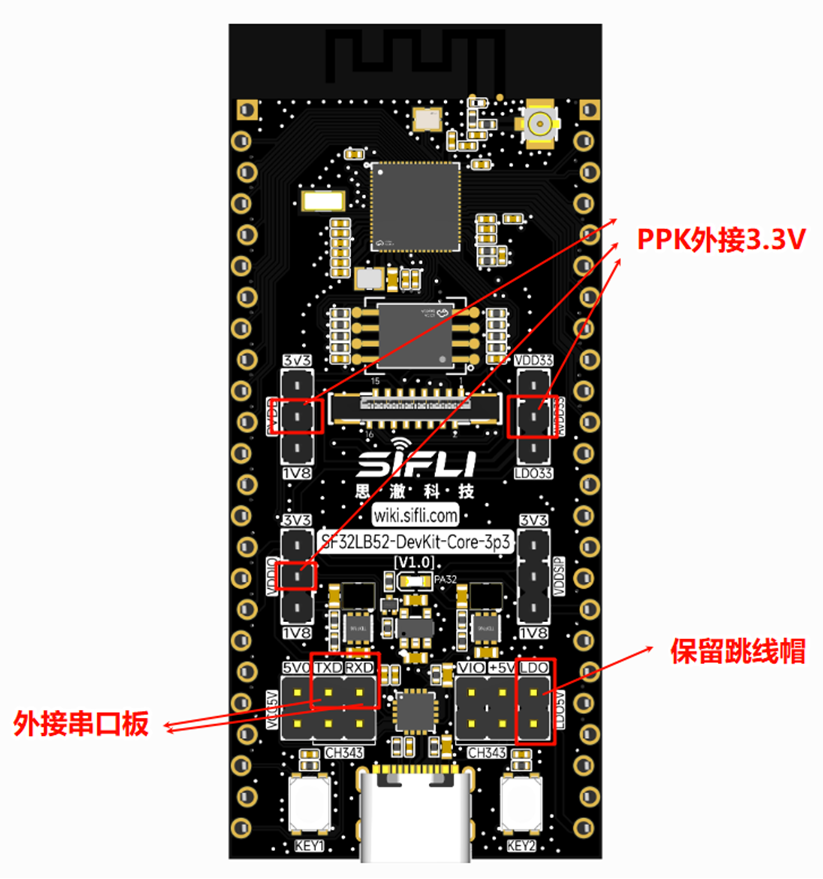 PPK外接3.3V
3V3
VDD33
15
1
PVDD
AVDD33
16
2
1V8
LDO33
SiFLi
思·澈·科·技
wiki.sifli.com
3V3
3V3
SF32LB52-DevKit-Core-3p3
[V1.0]
VDDIO
VDDSIP
PA32
1V8
1V8
保留跳线帽
5V0
TXD
RXD
VIO
+5V
LDO
VCC5V
LDO5V
外接串口板
CH343
CH343
KEY1
KEY2